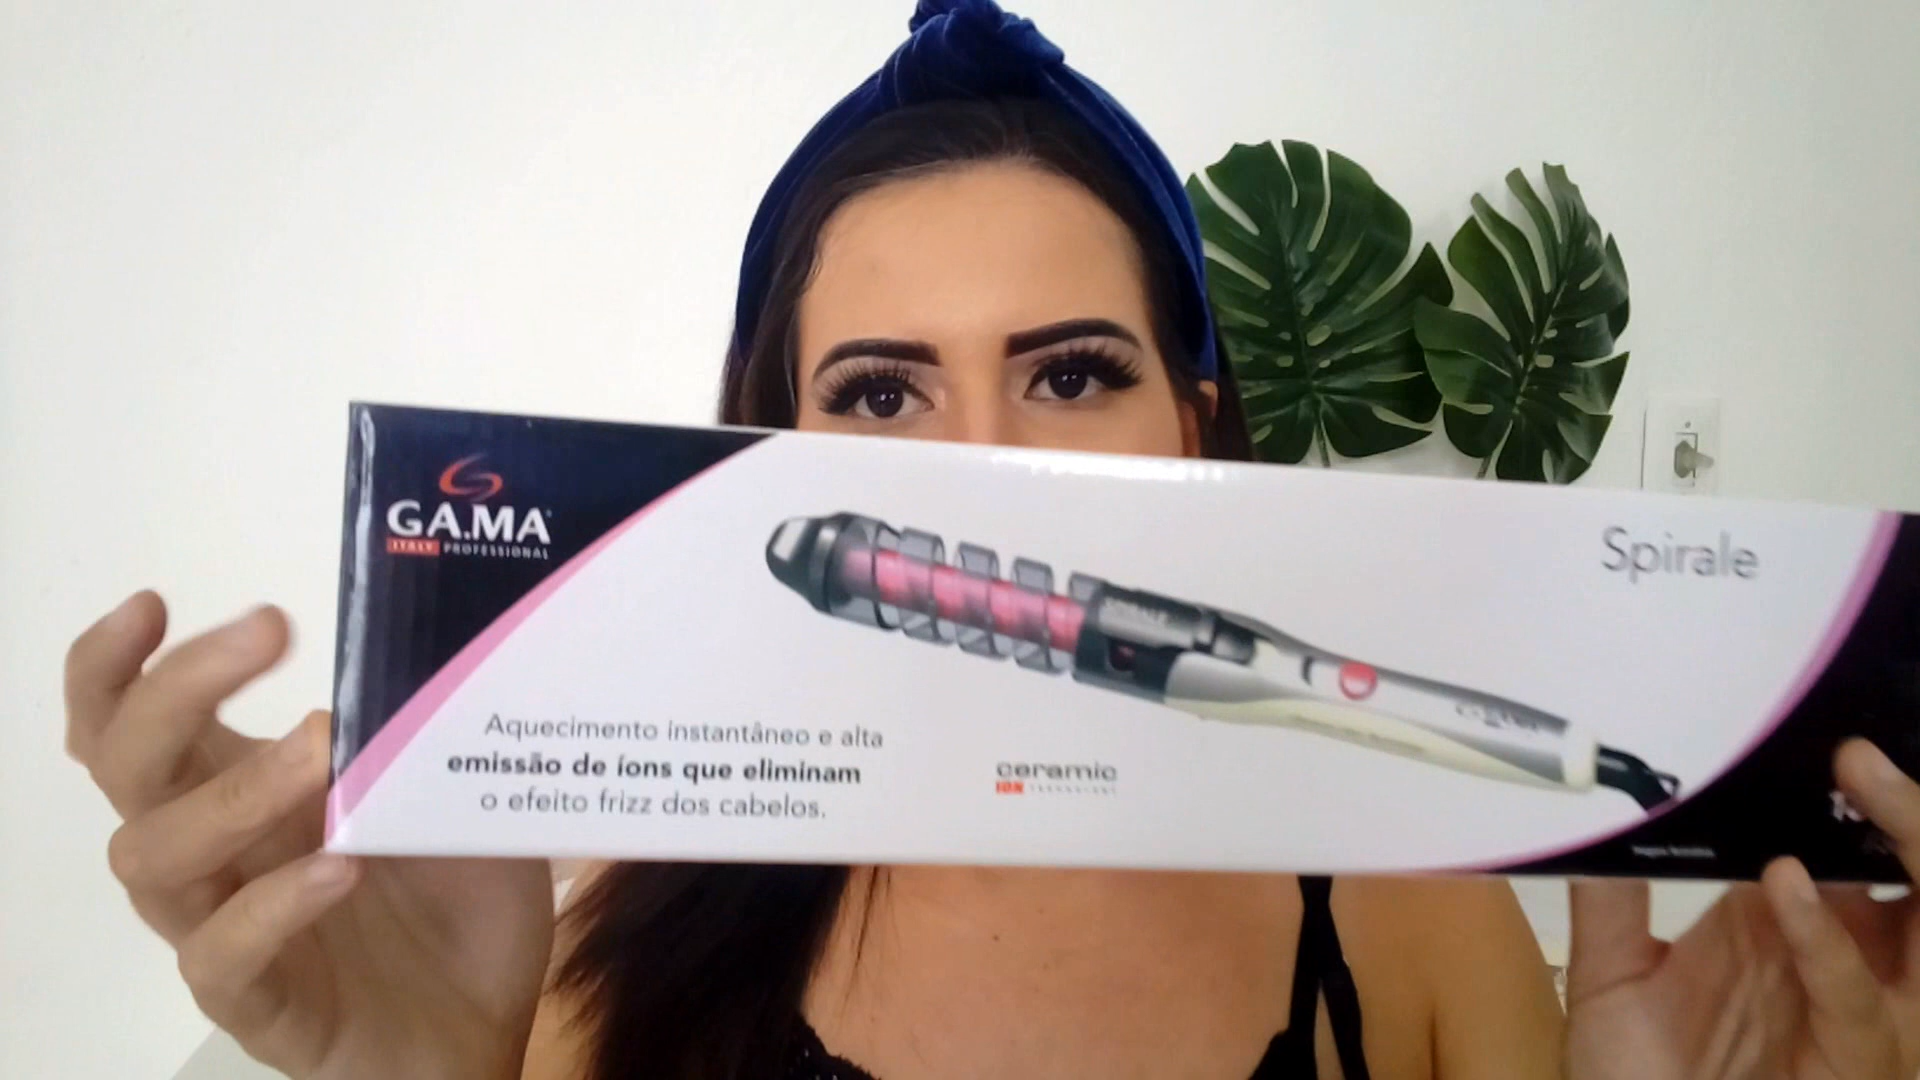 GA.MA
ITALY PROFESSIONAL
Spirale
Aquecimento instantâneo e alta
emissão de íons que eliminam
o efeito frizz dos cabelos.
ceramic
ION